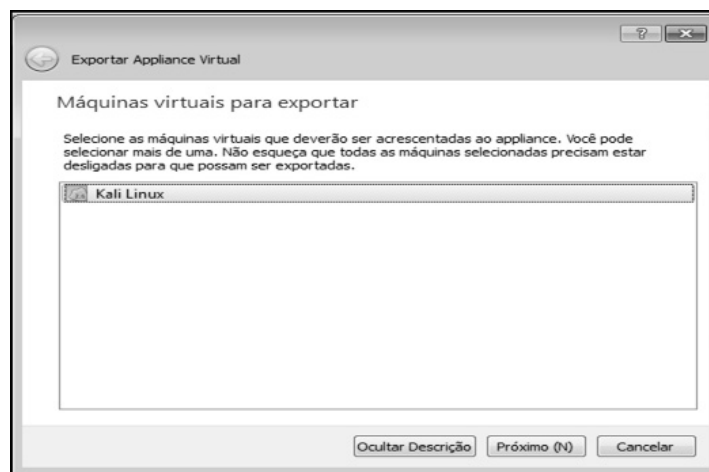 Exportar Appliance Virtual
Máquinas virtuais para exportar
Selecione as máquinas virtuais que deverão ser acrescentadas ao appliance. Você pode
selecionar mais de uma. Não esqueça que todas as máquinas selecionadas precisam estar
desligadas para que possam ser exportadas.
Kali Linux
Ocultar Descrição Próximo (N) Cancelar